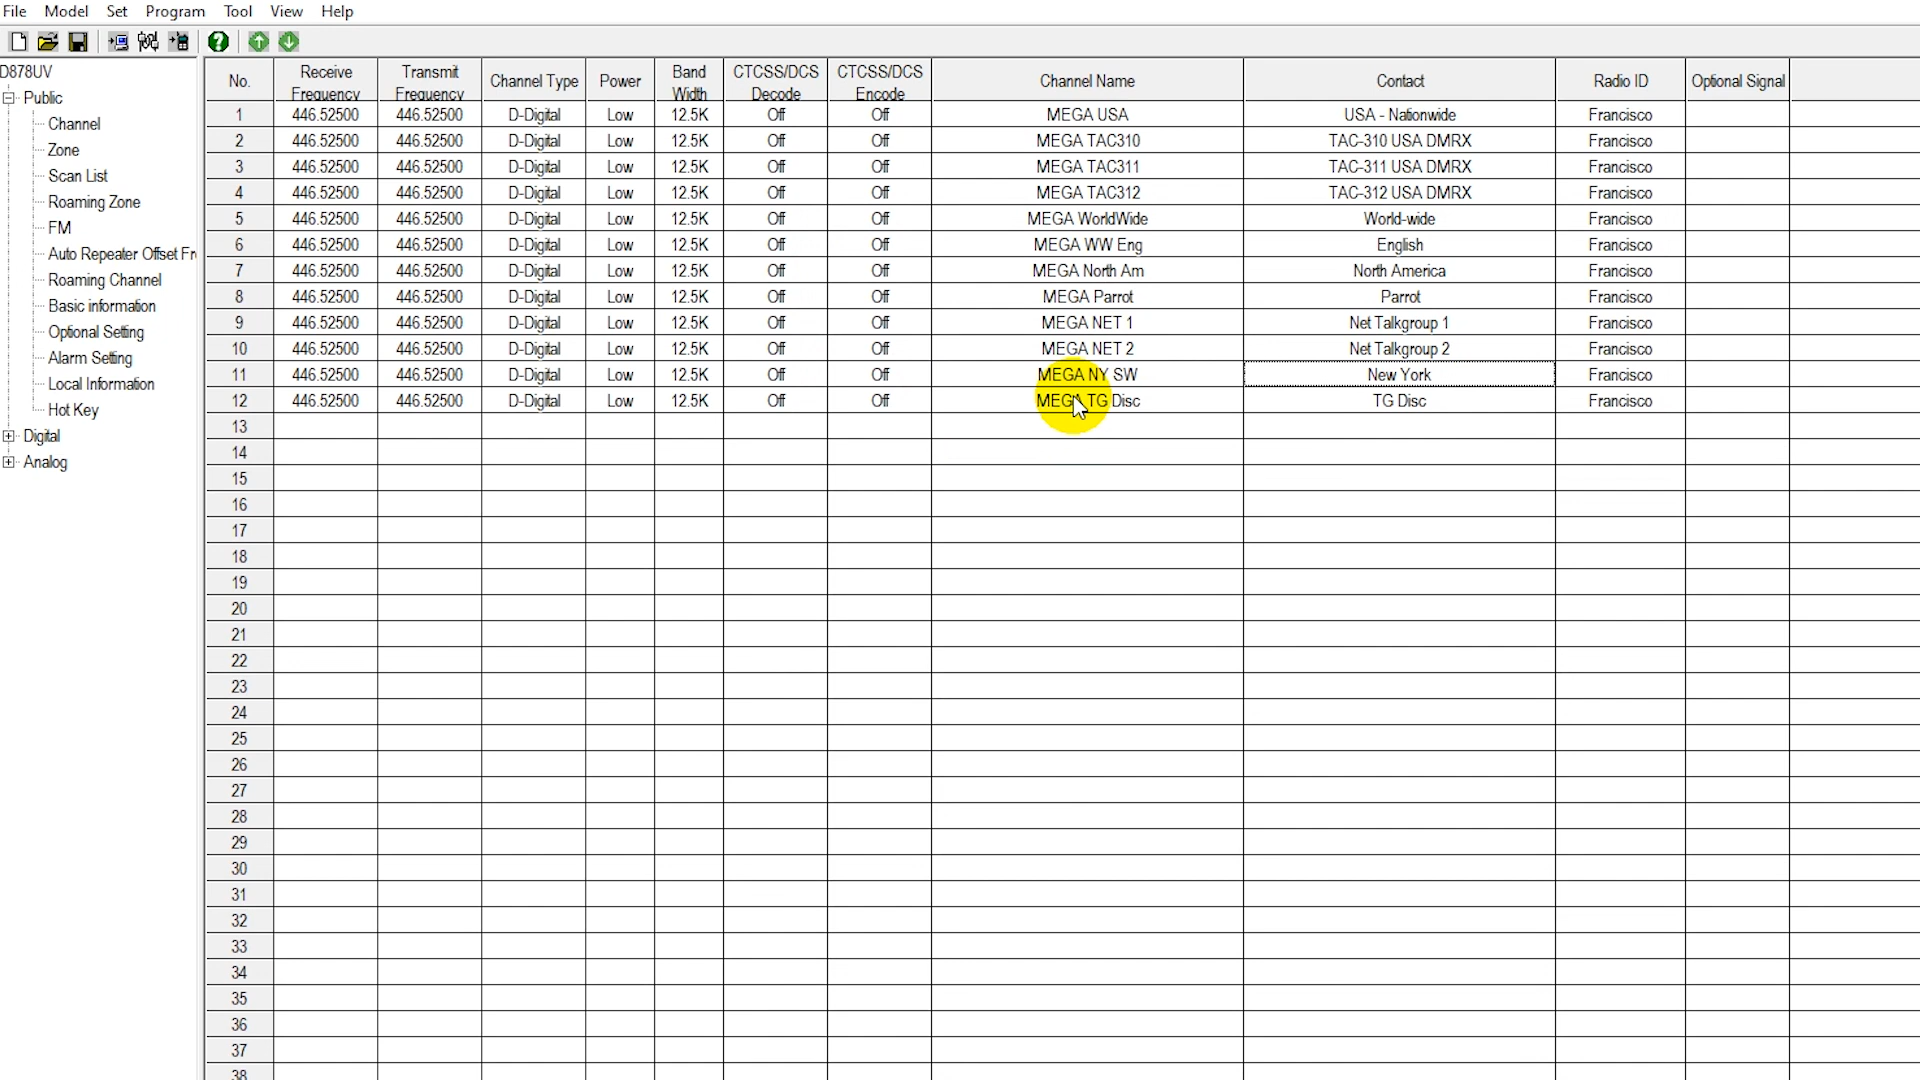 File Model Set Program Tool View Help
D878UV
Public
Channel
Zone
Scan List
Roaming Zone
FM
Auto Repeater Offset Fr
Roaming Channel
Basic information
Optional Setting
Alarm Setting
Local Information
Hot Key
Digital
Analog
No. Receive Frequency Transmit Frequency Channel Type Power Band Width CTCSS/DCS Decode CTCSS/DCS Encode Channel Name Contact Radio ID Optional Signal
1 446.52500 446.52500 D-Digital Low 12.5K Off Off MEGA USA USA - Nationwide Francisco
2 446.52500 446.52500 D-Digital Low 12.5K Off Off MEGA TAC310 TAC-310 USA DMRX Francisco
3 446.52500 446.52500 D-Digital Low 12.5K Off Off MEGA TAC311 TAC-311 USA DMRX Francisco
4 446.52500 446.52500 D-Digital Low 12.5K Off Off MEGA TAC312 TAC-312 USA DMRX Francisco
5 446.52500 446.52500 D-Digital Low 12.5K Off Off MEGA WorldWide World-wide Francisco
6 446.52500 446.52500 D-Digital Low 12.5K Off Off MEGA WW Eng English Francisco
7 446.52500 446.52500 D-Digital Low 12.5K Off Off MEGA North Am North America Francisco
8 446.52500 446.52500 D-Digital Low 12.5K Off Off MEGA Parrot Parrot Francisco
9 446.52500 446.52500 D-Digital Low 12.5K Off Off MEGA NET 1 Net Talkgroup 1 Francisco
10 446.52500 446.52500 D-Digital Low 12.5K Off Off MEGA NET 2 Net Talkgroup 2 Francisco
11 446.52500 446.52500 D-Digital Low 12.5K Off Off MEGA NY SW New York Francisco
12 446.52500 446.52500 D-Digital Low 12.5K Off Off MEGA TG Disc TG Disc Francisco
13
14
15
16
17
18
19
20
21
22
23
24
25
26
27
28
29
30
31
32
33
34
35
36
37
38